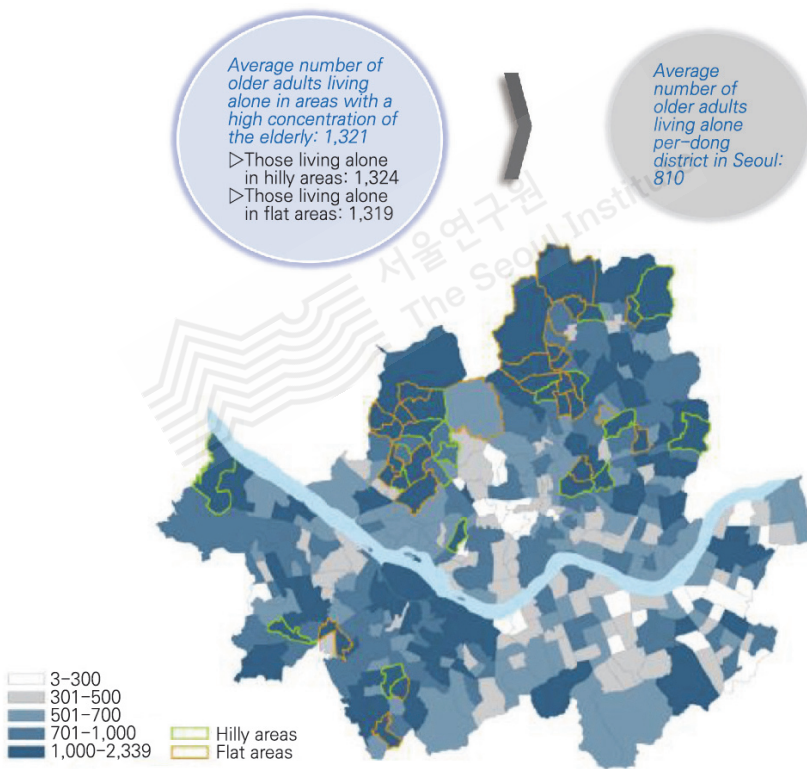 Average number of
older adults living
alone in areas with a
high concentration of
the elderly: 1,321
▷Those living alone
in hilly areas: 1,324
▷Those living alone
in flat areas: 1,319
Average
number of
older adults
living alone
per-dong
district in Seoul:
810
서울연구원
The Seoul Institute
3-300
301-500
501-700
701-1,000
1,000-2,339
Hilly areas
Flat areas